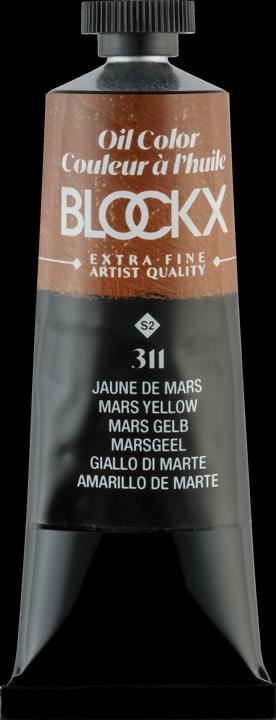 Oil Color
Couleur à l'huile
BLOCKX
EXTRA-FINE
ARTIST QUALITY
S2
311
JAUNE DE MARS
MARS YELLOW
MARS GELB
MARSGEEL
GIALLO DI MARTE
AMARILLO DE MARTE